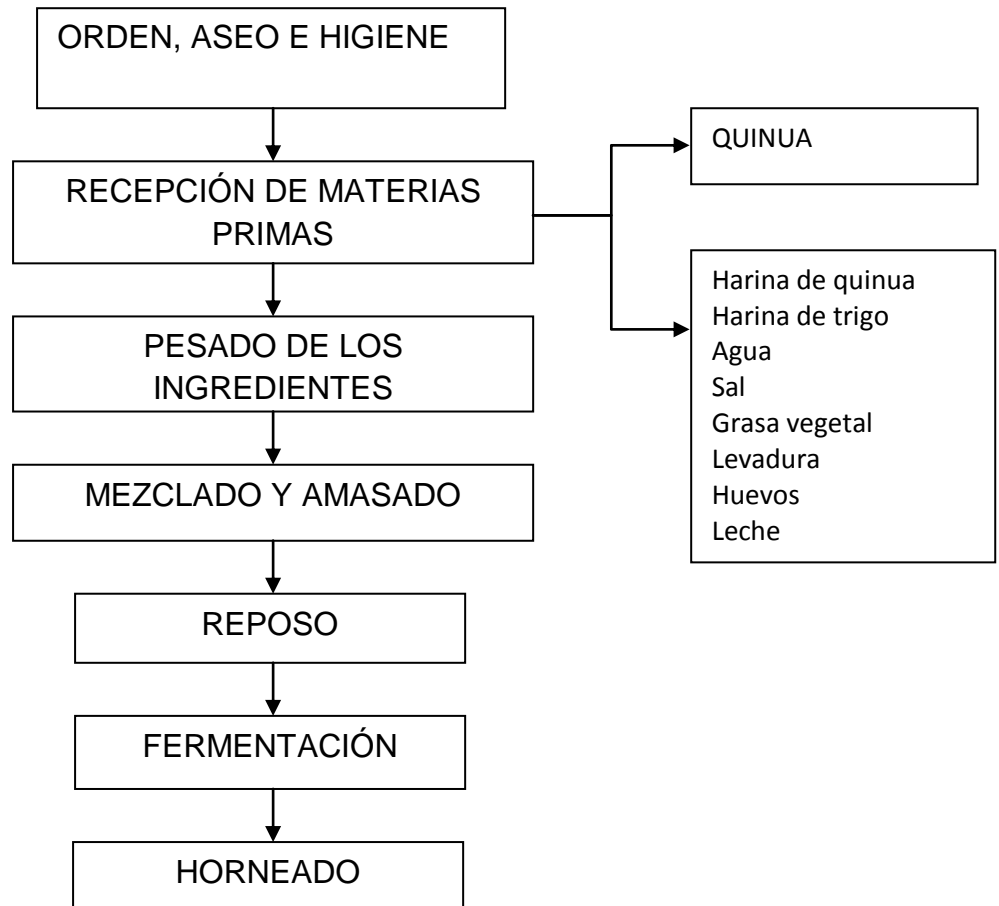 ORDEN, ASEO E HIGIENE
RECEPCIÓN DE MATERIAS
PRIMAS
QUINUA
Harina de quinua
Harina de trigo
Agua
Sal
Grasa vegetal
Levadura
Huevos
Leche
PESADO DE LOS
INGREDIENTES
MEZCLADO Y AMASADO
REPOSO
FERMENTACIÓN
HORNEADO